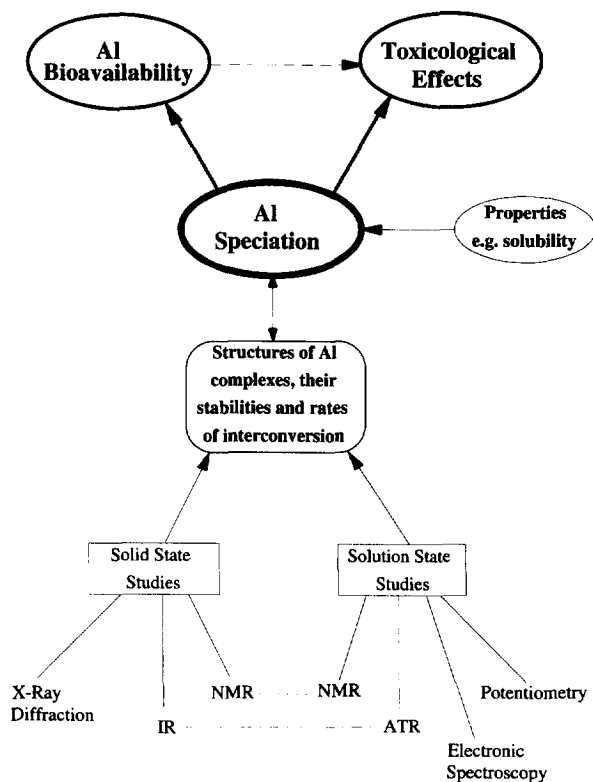 Al
Bioavailability
Toxicological
Effects
Al
Speciation
Properties
e.g. solubility
Structures of Al
complexes, their
stabilities and rates
of interconversion
Solid State
Studies
Solution State
Studies
X-Ray
Diffraction
NMR
NMR
Potentiometry
IR
ATR
Electronic
Spectroscopy